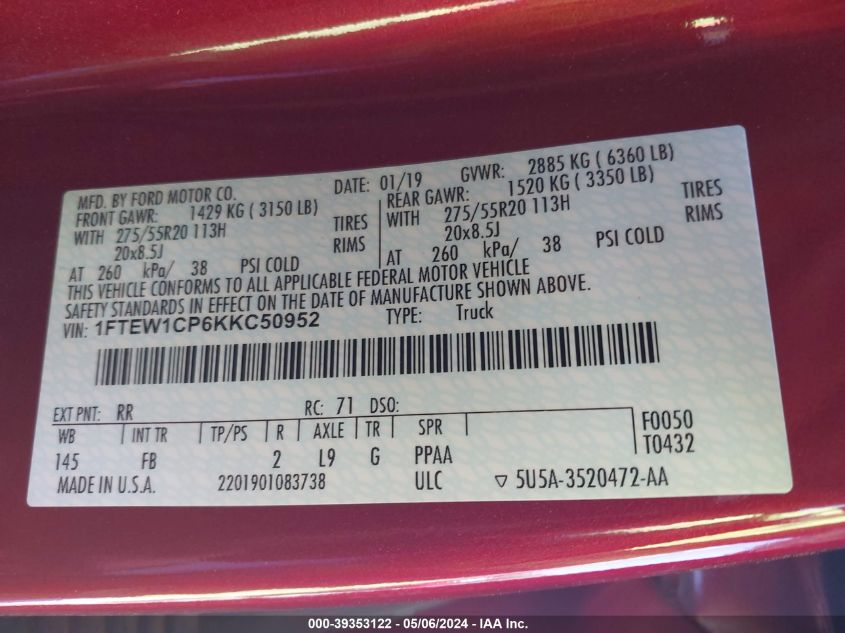 MFD. BY FORD MOTOR CO. DATE: 01/19 GVWR: 2885 KG ( 6360 LB)
FRONT GAWR: 1429 KG ( 3150 LB) REAR GAWR: 1520 KG ( 3350 LB)
WITH 275/55R20 113H TIRES WITH 275/55R20 113H TIRES
20x8.5J RIMS 20x8.5J RIMS
AT 260 kPa/ 38 PSI COLD AT 260 kPa/ 38 PSI COLD
THIS VEHICLE CONFORMS TO ALL APPLICABLE FEDERAL MOTOR VEHICLE
SAFETY STANDARDS IN EFFECT ON THE DATE OF MANUFACTURE SHOWN ABOVE.
VIN: 1FTEW1CP6KKC50952 TYPE: Truck
EXT PNT: RR RC: 71 DSO:
WB INT TR TP/PS R AXLE TR SPR F0050
145 FB 2 L9 G PPAA T0432
MADE IN U.S.A. 2201901083738 ULC ▽ 5U5A-3520472-AA
000-39353122 - 05/06/2024 - IAA Inc.